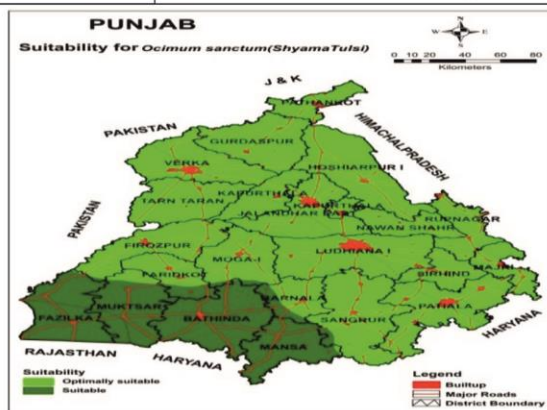 PUNJAB
Suitability for Ocimum sanctum(ShyamaTulsi)
N
W E
S
0 10 20 40 60 80
Kilometers
J & K
PATHANKOT
PAKISTAN
HIMACHALPRADESH
GURDASPUR
VERKA
HOSHIARPUR I
KAPURTHALA
TARN TARAN
KAPURTHALA
JALANDHAR
RUPNAGAR
NAWAN SHAHR
PAKISTAN
FIROZPUR
MOGA-I
LUDHIANA I
FARIDKOT
SIRHIND
BARNALA
MUKTSAR
FAZILKA
BATHINDA
SANGRUR
MANSA
HARYANA
RAJASTHAN
HARYANA
Suitability
Optimally suitable
Suitable
Legend
Builtup
Major Roads
District Boundary